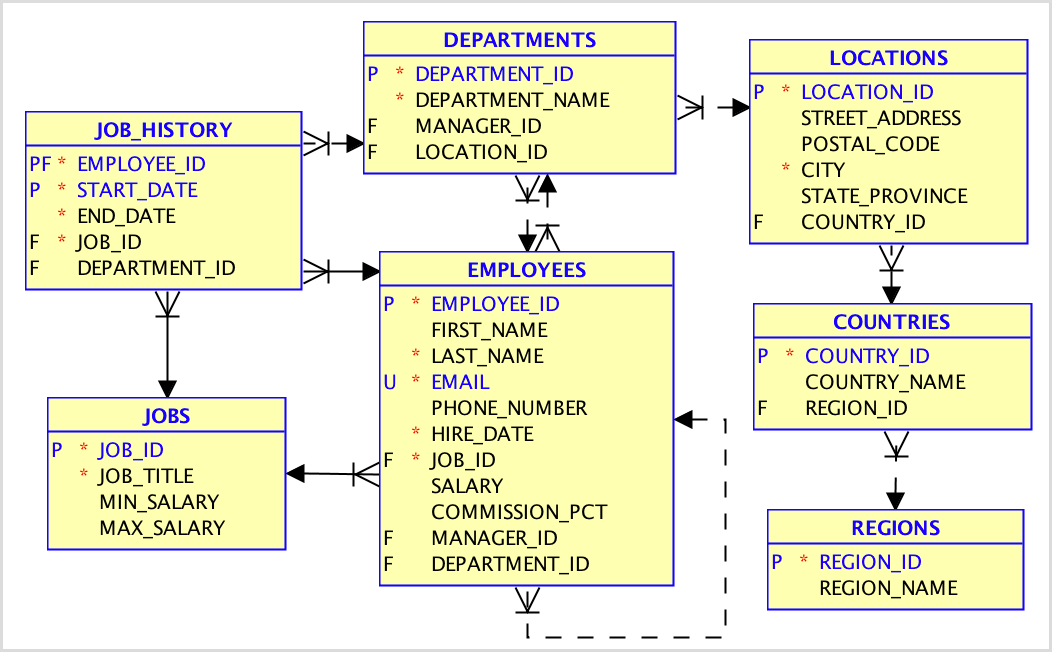 DEPARTMENTS
P * DEPARTMENT_ID
* DEPARTMENT_NAME
F MANAGER_ID
F LOCATION_ID
LOCATIONS
P * LOCATION_ID
STREET_ADDRESS
POSTAL_CODE
* CITY
STATE_PROVINCE
F COUNTRY_ID
JOB_HISTORY
PF * EMPLOYEE_ID
P * START_DATE
* END_DATE
F * JOB_ID
F DEPARTMENT_ID
EMPLOYEES
P * EMPLOYEE_ID
FIRST_NAME
* LAST_NAME
U * EMAIL
PHONE_NUMBER
* HIRE_DATE
F * JOB_ID
SALARY
COMMISSION_PCT
F MANAGER_ID
F DEPARTMENT_ID
COUNTRIES
P * COUNTRY_ID
COUNTRY_NAME
F REGION_ID
JOBS
P * JOB_ID
* JOB_TITLE
MIN_SALARY
MAX_SALARY
REGIONS
P * REGION_ID
REGION_NAME